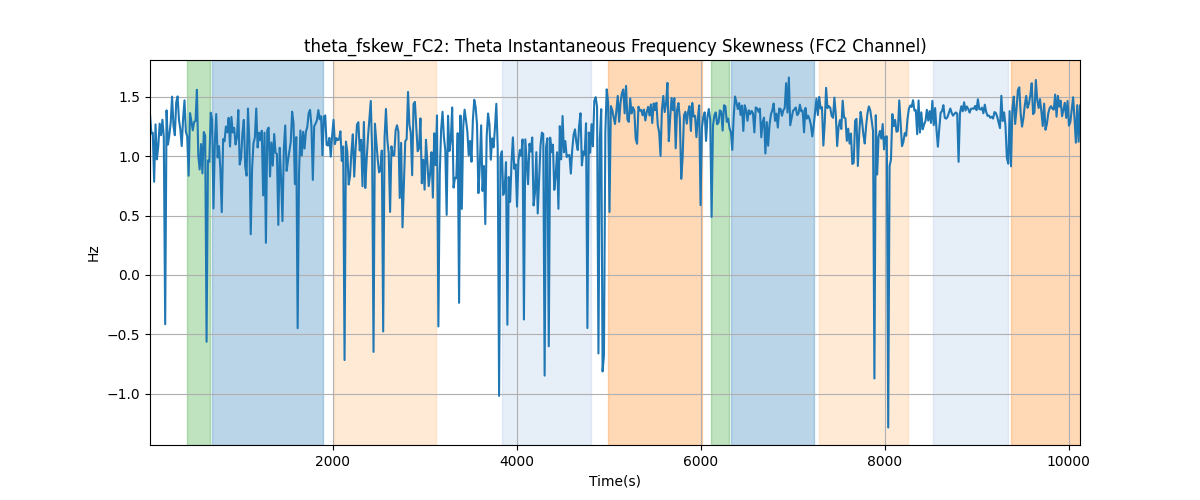 theta_fskew_FC2: Theta Instantaneous Frequency Skewness (FC2 Channel)
1.5
1.0
0.5
0.0
−0.5
−1.0
Hz
2000 4000 6000 8000 10000
Time(s)